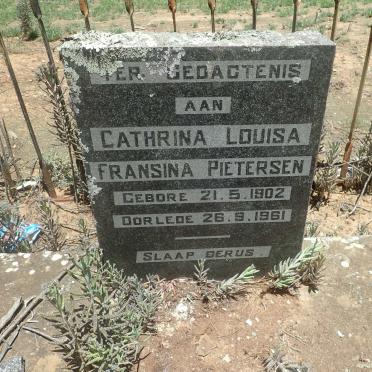 TER GEDAGTENIS
AAN
CATHRINA LOUISA
FRANSINA PIETERSEN
GEBORE 21.5.1902
OORLEDE 26.9.1961
SLAAP GERUS